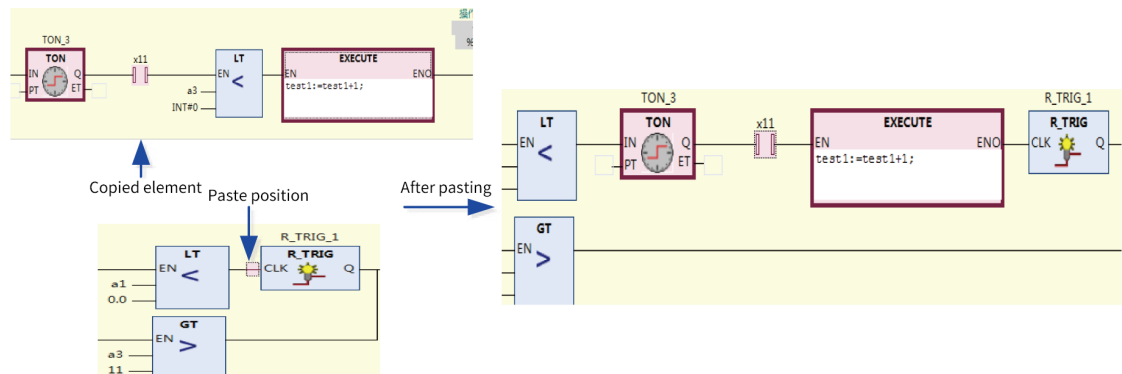 操作
%
TON_3
TON
IN
Q
PT
ET
x11
LT
EN
<
a3
INT#0
EXECUTE
EN
ENO
test1:=test1+1;
Copied element
Paste position
After pasting
R_TRIG_1
LT
EN
<
a1
0.0
R_TRIG
CLK
Q
GT
EN
>
a3
11
LT
EN
<
TON_3
TON
IN
Q
PT
ET
x11
EXECUTE
EN
ENO
test1:=test1+1;
R_TRIG_1
R_TRIG
CLK
Q
GT
EN
>